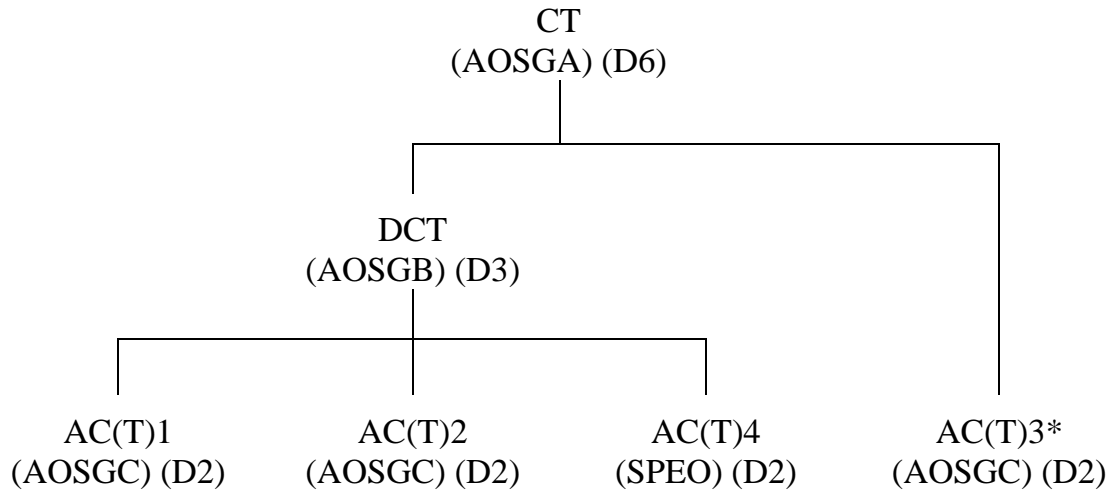 CT
(AOSGA) (D6)
DCT
(AOSGB) (D3)
AC(T)1
(AOSGC) (D2)
AC(T)2
(AOSGC) (D2)
AC(T)4
(SPEO) (D2)
AC(T)3*
(AOSGC) (D2)